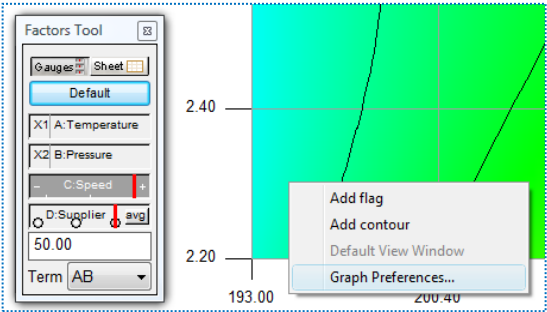 Factors Tool
Gauges Sheet
Default
X1 A:Temperature
X2 B:Pressure
- C:Speed +
D:Supplier avg
50.00
Term AB
2.40
2.20
193.00
200.40
Add flag
Add contour
Default View Window
Graph Preferences...